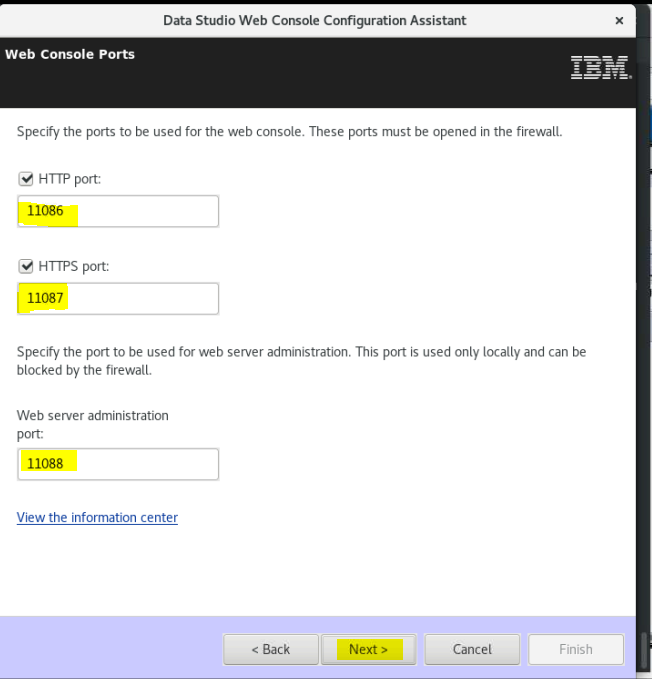 Data Studio Web Console Configuration Assistant ×
Web Console Ports
IBM.
Specify the ports to be used for the web console. These ports must be opened in the firewall.
HTTP port:
11086
HTTPS port:
11087
Specify the port to be used for web server administration. This port is used only locally and can be
blocked by the firewall.
Web server administration
port:
11088
View the information center
< Back Next > Cancel Finish